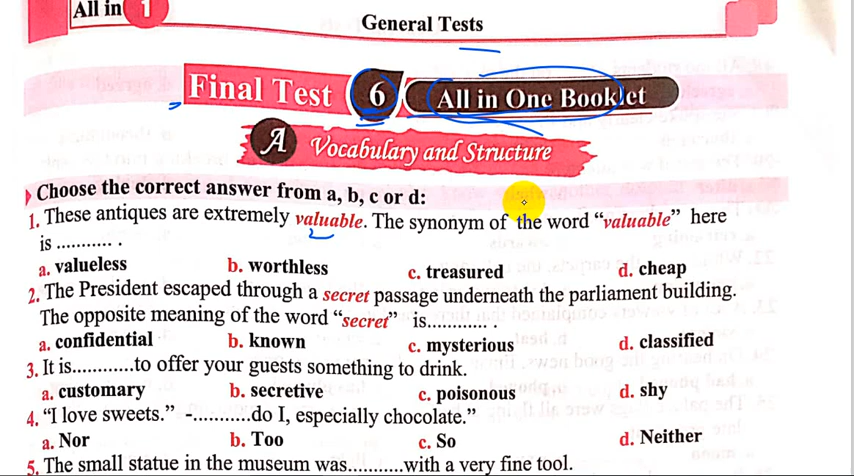 All in 1
General Tests
Final Test 6 All in One Booklet
A Vocabulary and Structure
Choose the correct answer from a, b, c or d:
1. These antiques are extremely valuable. The synonym of the word “valuable” here
is ........... .
a. valueless b. worthless c. treasured d. cheap
2. The President escaped through a secret passage underneath the parliament building.
The opposite meaning of the word “secret” is............ .
a. confidential b. known c. mysterious d. classified
3. It is............to offer your guests something to drink.
a. customary b. secretive c. poisonous d. shy
4. “I love sweets.” -...........do I, especially chocolate.”
a. Nor b. Too c. So d. Neither
5. The small statue in the museum was..........with a very fine tool.